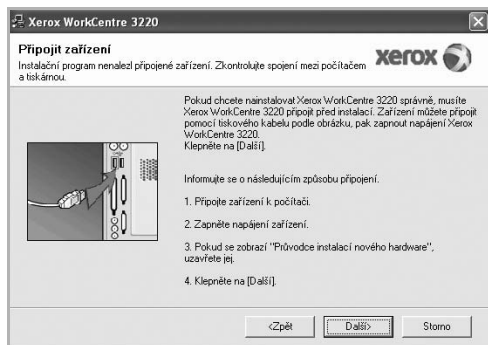 Xerox WorkCentre 3220
Připojit zařízení
Instalační program nenalezl připojené zařízení. Zkontrolujte spojení mezi počítačem
a tiskárnou.
xerox
Pokud chcete nainstalovat Xerox WorkCentre 3220 správně, musíte
Xerox WorkCentre 3220 připojit před instalací. Zařízení můžete připojit
pomocí tiskového kabelu podle obrázku, pak zapnout napájení Xerox
WorkCentre 3220.
Klepněte na [Další].
Informujte se o následujícím způsobu připojení.
1. Připojte zařízení k počítači.
2. Zapněte napájení zařízení.
3. Pokud se zobrazí "Průvodce instalací nového hardware",
uzavřete jej.
4. Klepněte na [Další].
<Zpět
Další>
Storno